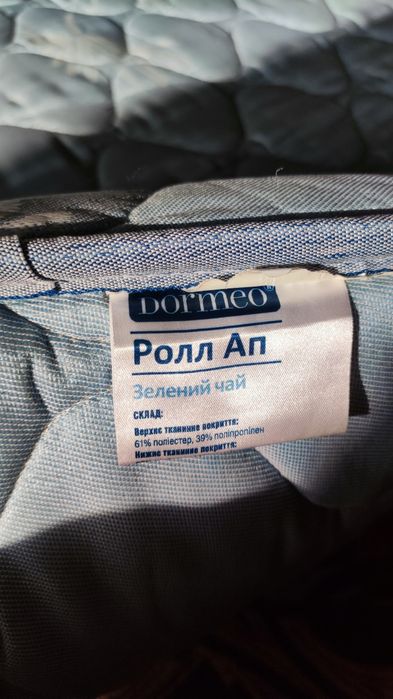 Dormeo®
Ролл Ап
Зелений чай
СКЛАД:
Верхнє тканинне покриття:
61% поліестер, 39% поліпропілен
Нижнє тканинне покриття: